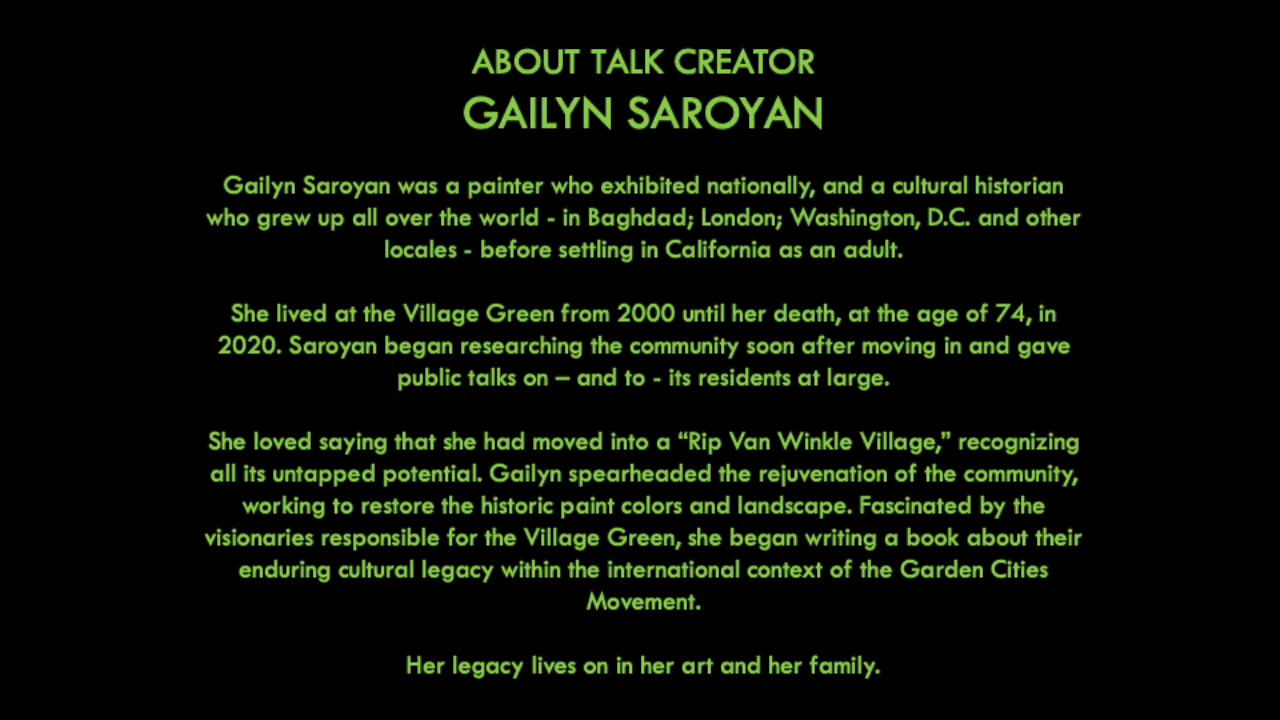 ABOUT TALK CREATOR
GAILYN SAROYAN
Gailyn Saroyan was a painter who exhibited nationally, and a cultural historian
who grew up all over the world - in Baghdad; London; Washington, D.C. and other
locales - before settling in California as an adult.
She lived at the Village Green from 2000 until her death, at the age of 74, in
2020. Saroyan began researching the community soon after moving in and gave
public talks on – and to - its residents at large.
She loved saying that she had moved into a “Rip Van Winkle Village,” recognizing
all its untapped potential. Gailyn spearheaded the rejuvenation of the community,
working to restore the historic paint colors and landscape. Fascinated by the
visionaries responsible for the Village Green, she began writing a book about their
enduring cultural legacy within the international context of the Garden Cities
Movement.
Her legacy lives on in her art and her family.